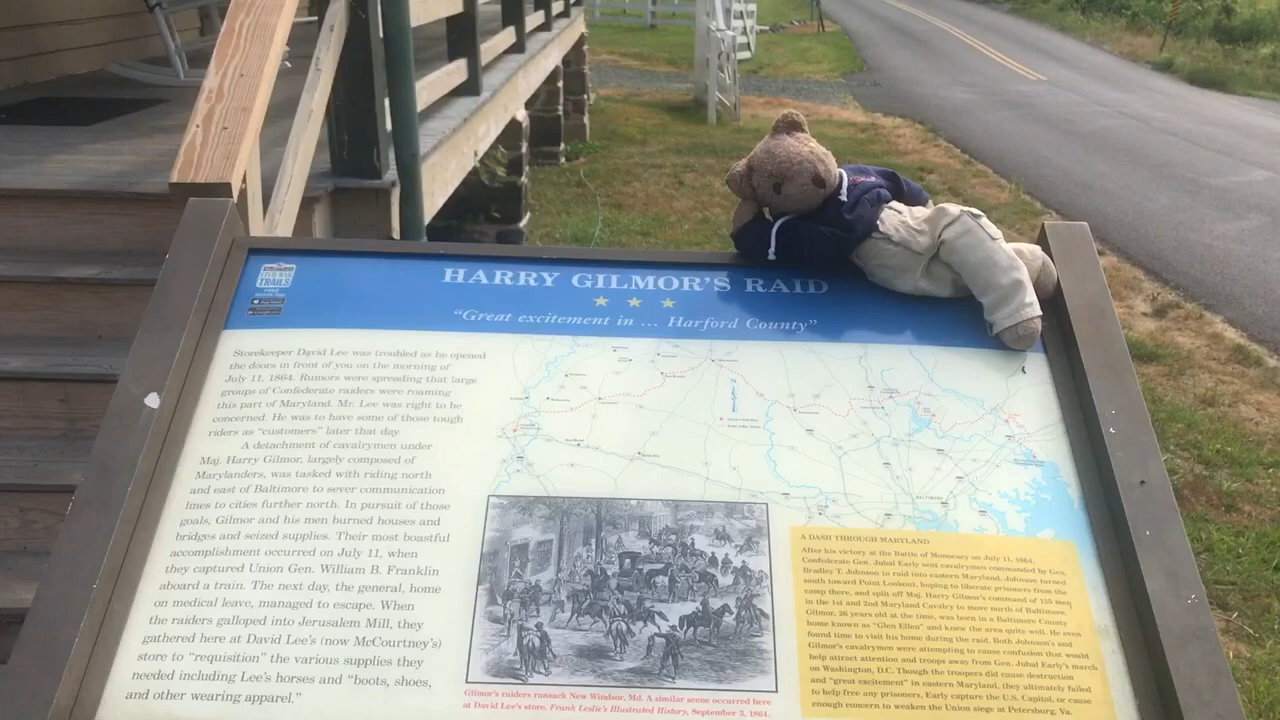 CIVIL WAR
TRAILS
HARRY GILMOR'S RAID
"Great excitement in ... Harford County"
Storekeeper David Lee was troubled as he opened
the doors in front of you on the morning of
July 11, 1864. Rumors were spreading that large
groups of Confederate raiders were roaming
this part of Maryland. Mr. Lee was right to be
concerned. He was to have some of those tough
riders as "customers" later that day.
A detachment of cavalrymen under
Maj. Harry Gilmor, largely composed of
Marylanders, was tasked with riding north
and east of Baltimore to sever communication
lines to cities further north. In pursuit of those
goals, Gilmor and his men burned houses and
bridges and seized supplies. Their most boastful
accomplishment occurred on July 11, when
they captured Union Gen. William B. Franklin
aboard a train. The next day, the general, home
on medical leave, managed to escape. When
the raiders galloped into Jerusalem Mill, they
gathered here at David Lee's (now McCourtney's)
store to "requisition" the various supplies they
needed including Lee's horses and "boots, shoes,
and other wearing apparel."
N
BALTIMORE
Gilmor's raiders ransack New Windsor, Md. A similar scene occurred here
at David Lee's store. Frank Leslie's Illustrated History, September 3, 1864.
A DASH THROUGH MARYLAND
After his victory at the Battle of Monocacy on July 11, 1864,
Confederate Gen. Jubal Early sent cavalrymen commanded by Gen.
Bradley T. Johnson to raid into eastern Maryland. Johnson turned
south toward Point Lookout, hoping to liberate prisoners from the
camp there, and split off Maj. Harry Gilmor's command of 135 men
in the 1st and 2nd Maryland Cavalry to move north of Baltimore.
Gilmor, 26 years old at the time, was born in a Baltimore County
home known as "Glen Ellen" and knew the area quite well. He even
found time to visit his home during the raid. Both Johnson's and
Gilmor's cavalrymen were attempting to cause confusion that would
help attract attention and troops away from Gen. Jubal Early's march
on Washington, D.C. Though the troopers did cause destruction
and "great excitement" in eastern Maryland, they ultimately failed
to help free any prisoners, Early capture the U.S. Capitol, or cause
enough concern to weaken the Union siege at Petersburg, Va.